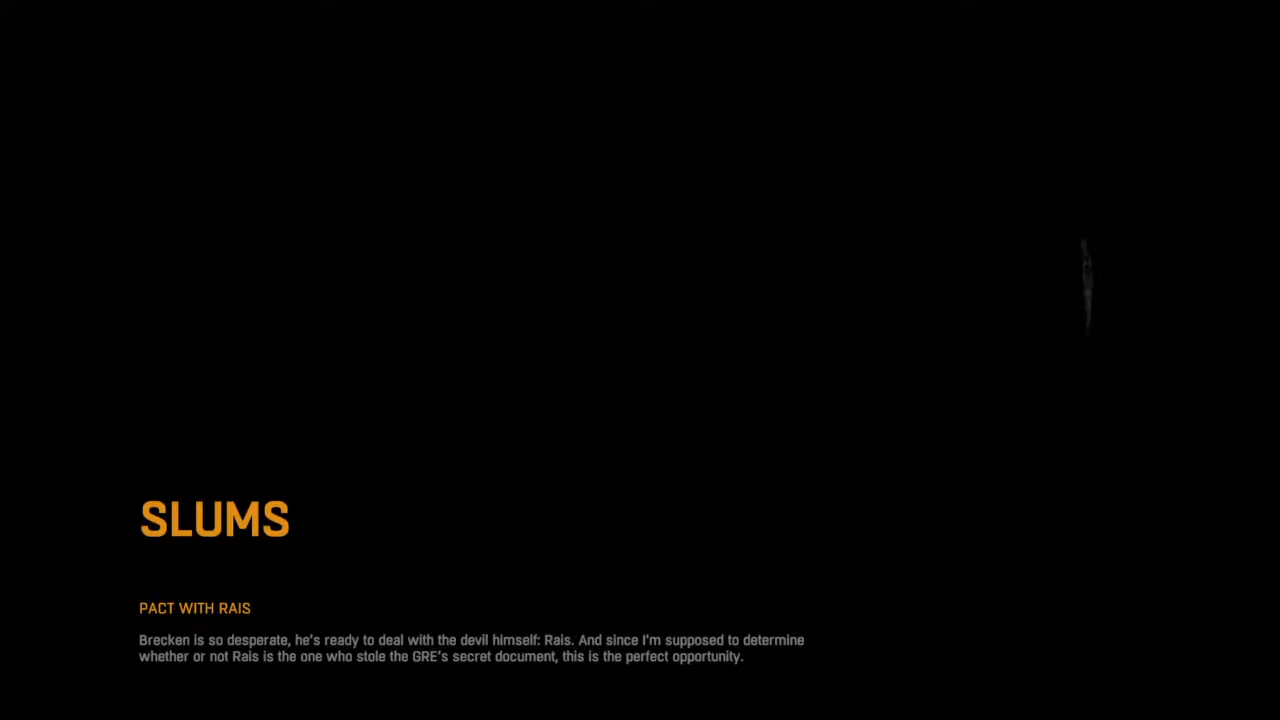 SLUMS
PACT WITH RAIS
Brecken is so desperate, he's ready to deal with the devil himself: Rais. And since I'm supposed to determine
whether or not Rais is the one who stole the GRE's secret document, this is the perfect opportunity.